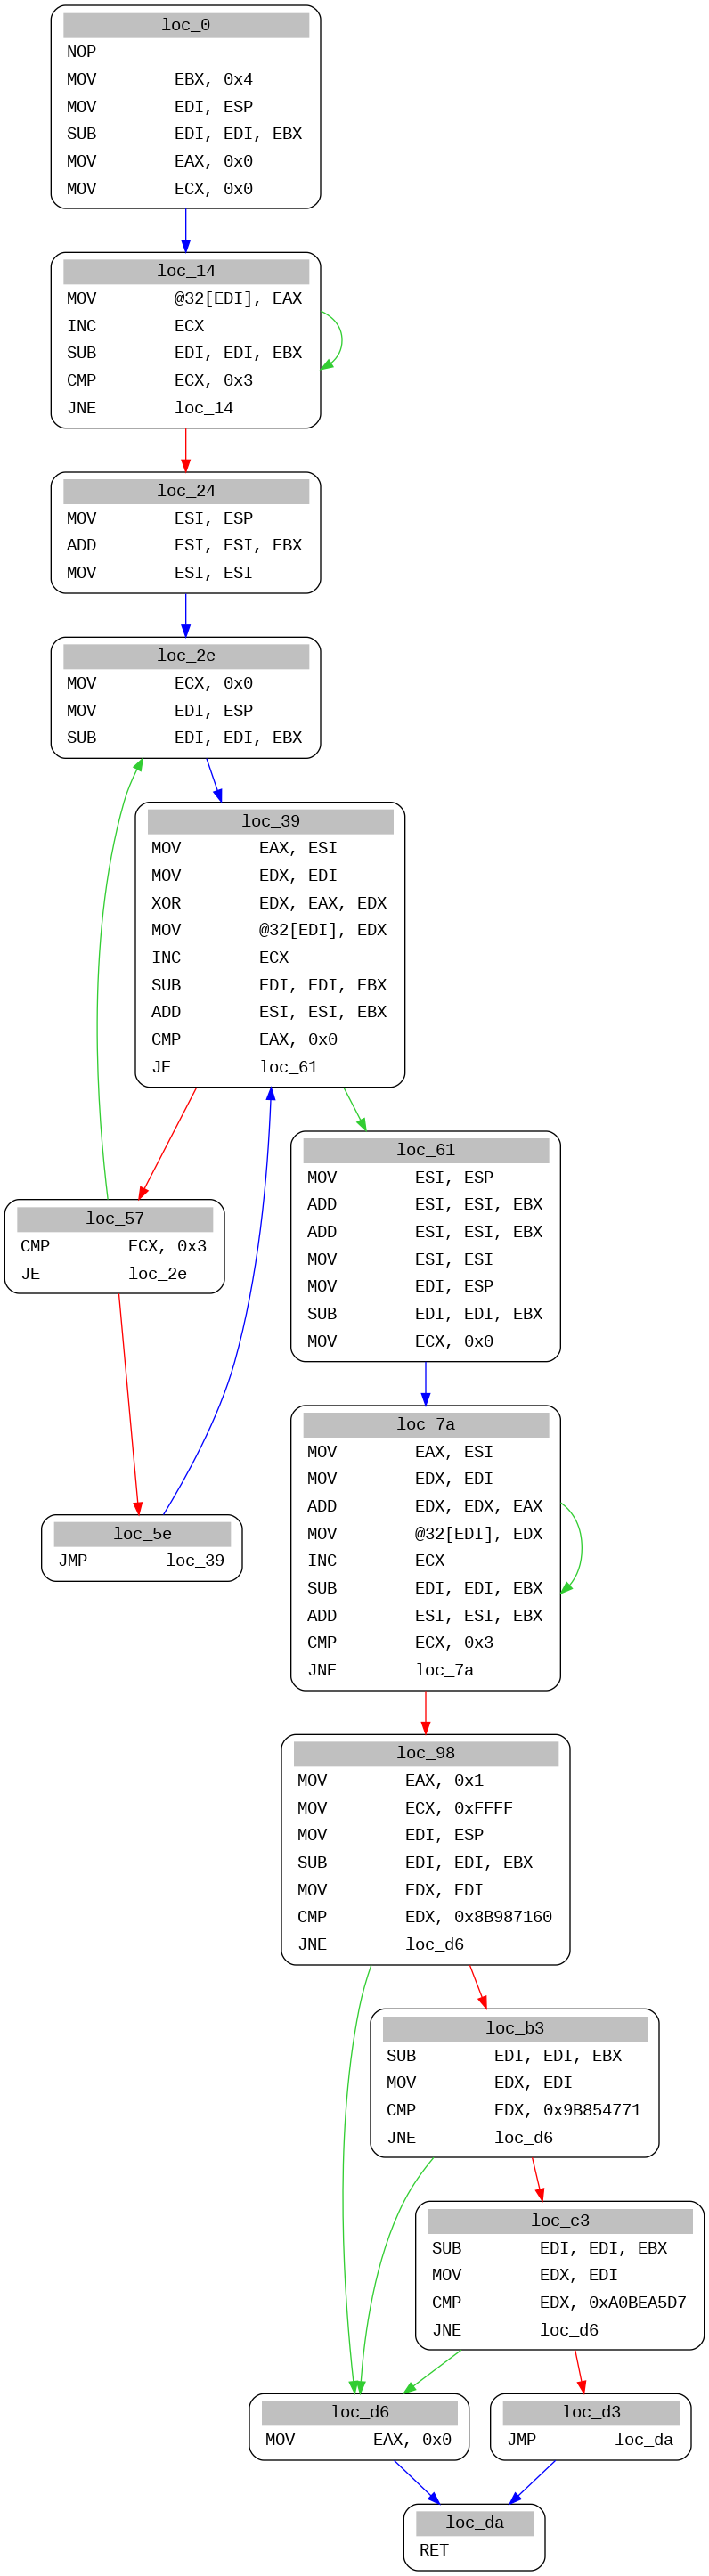 loc_0
NOP
MOV EBX, 0x4
MOV EDI, ESP
SUB EDI, EDI, EBX
MOV EAX, 0x0
MOV ECX, 0x0
loc_14
MOV @32[EDI], EAX
INC ECX
SUB EDI, EDI, EBX
CMP ECX, 0x3
JNE loc_14
loc_24
MOV ESI, ESP
ADD ESI, ESI, EBX
MOV ESI, ESI
loc_2e
MOV ECX, 0x0
MOV EDI, ESP
SUB EDI, EDI, EBX
loc_39
MOV EAX, ESI
MOV EDX, EDI
XOR EDX, EAX, EDX
MOV @32[EDI], EDX
INC ECX
SUB EDI, EDI, EBX
ADD ESI, ESI, EBX
CMP EAX, 0x0
JE loc_61
loc_57
CMP ECX, 0x3
JE loc_2e
loc_5e
JMP loc_39
loc_61
MOV ESI, ESP
ADD ESI, ESI, EBX
ADD ESI, ESI, EBX
MOV ESI, ESI
MOV EDI, ESP
SUB EDI, EDI, EBX
MOV ECX, 0x0
loc_7a
MOV EAX, ESI
MOV EDX, EDI
ADD EDX, EDX, EAX
MOV @32[EDI], EDX
INC ECX
SUB EDI, EDI, EBX
ADD ESI, ESI, EBX
CMP ECX, 0x3
JNE loc_7a
loc_98
MOV EAX, 0x1
MOV ECX, 0xFFFF
MOV EDI, ESP
SUB EDI, EDI, EBX
MOV EDX, EDI
CMP EDX, 0x8B987160
JNE loc_d6
loc_b3
SUB EDI, EDI, EBX
MOV EDX, EDI
CMP EDX, 0x9B854771
JNE loc_d6
loc_c3
SUB EDI, EDI, EBX
MOV EDX, EDI
CMP EDX, 0xA0BEA5D7
JNE loc_d6
loc_d6
MOV EAX, 0x0
loc_d3
JMP loc_da
loc_da
RET